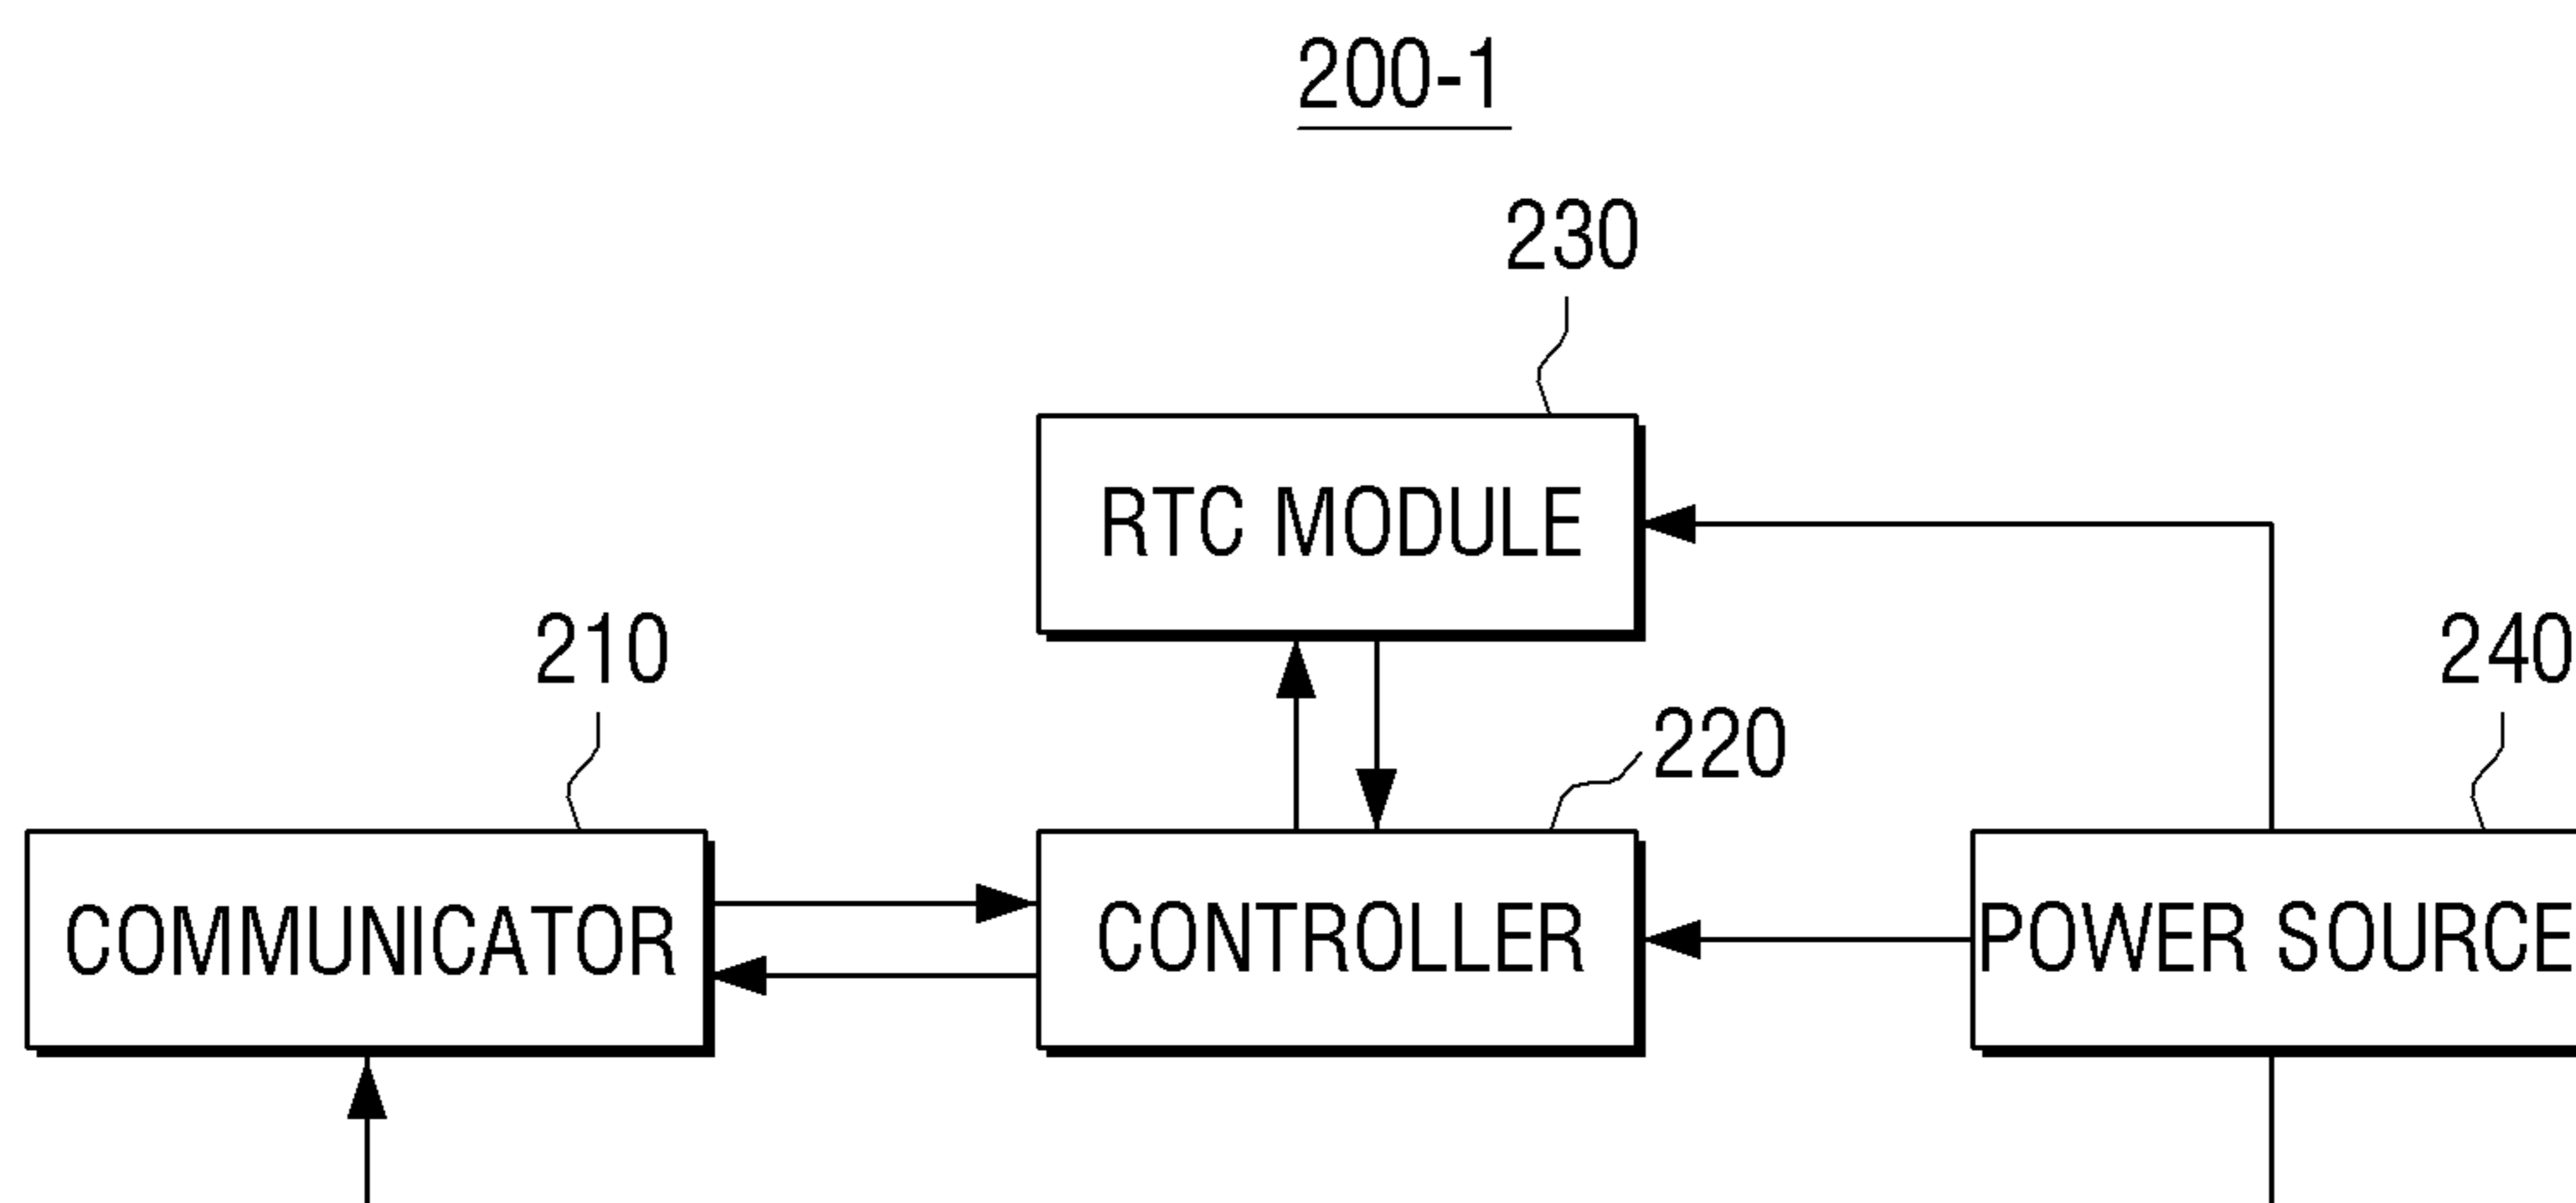 200-1
230
RTC MODULE
210
240
220
COMMUNICATOR
CONTROLLER
POWER SOURCE